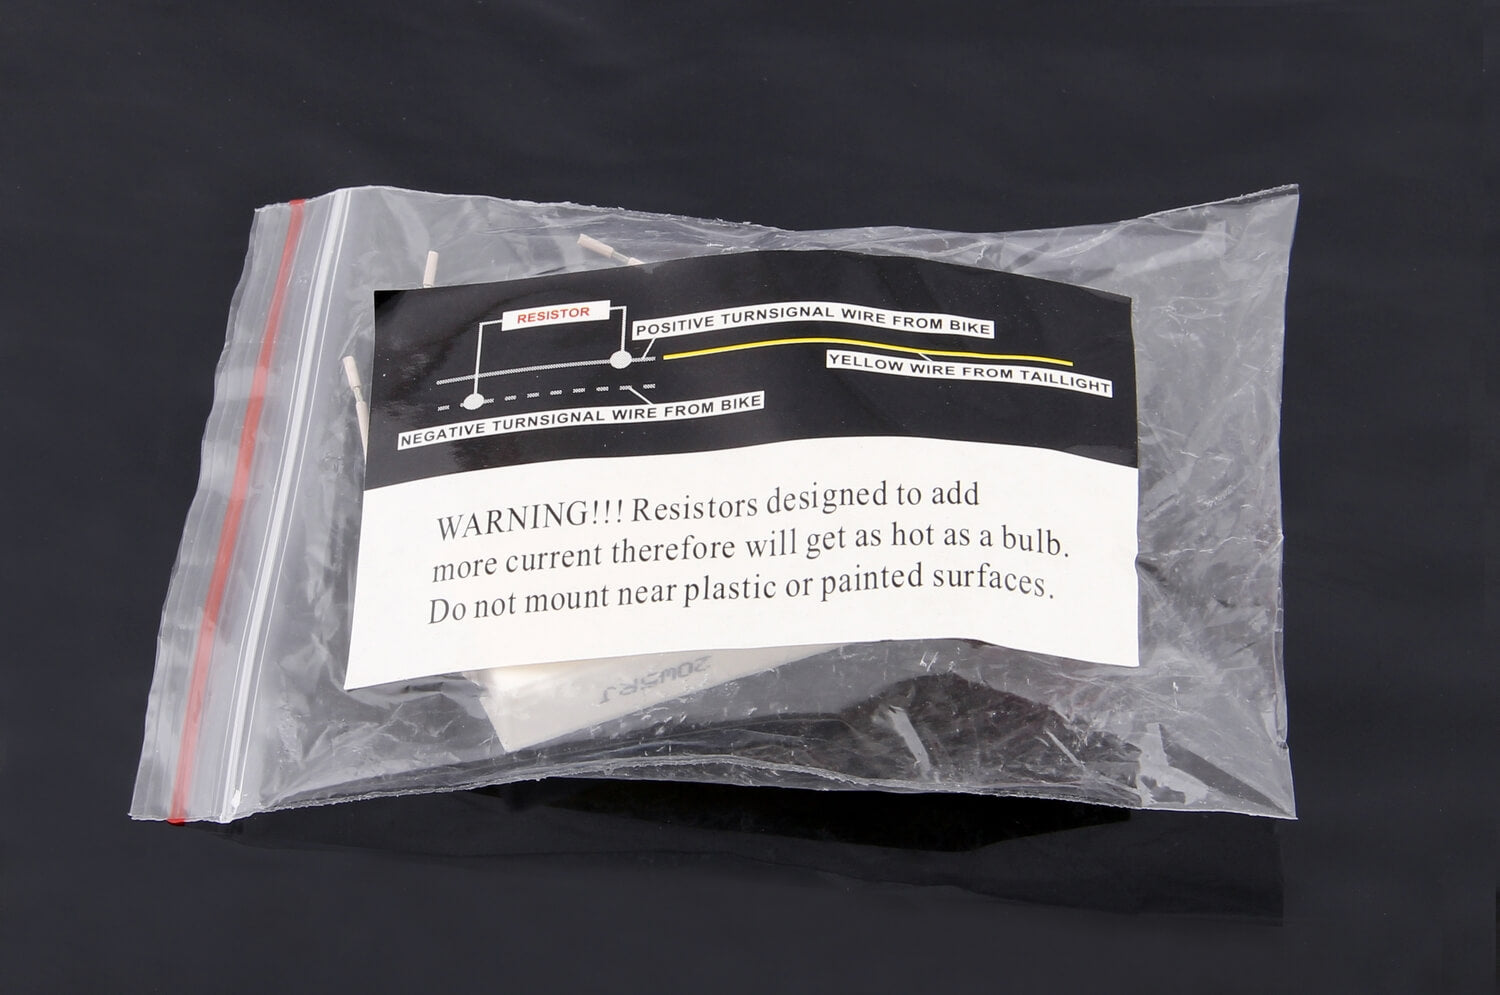 RESISTOR
POSITIVE TURNSIGNAL WIRE FROM BIKE
YELLOW WIRE FROM TAILLIGHT
NEGATIVE TURNSIGNAL WIRE FROM BIKE
WARNING!!! Resistors designed to add
more current therefore will get as hot as a bulb.
Do not mount near plastic or painted surfaces.